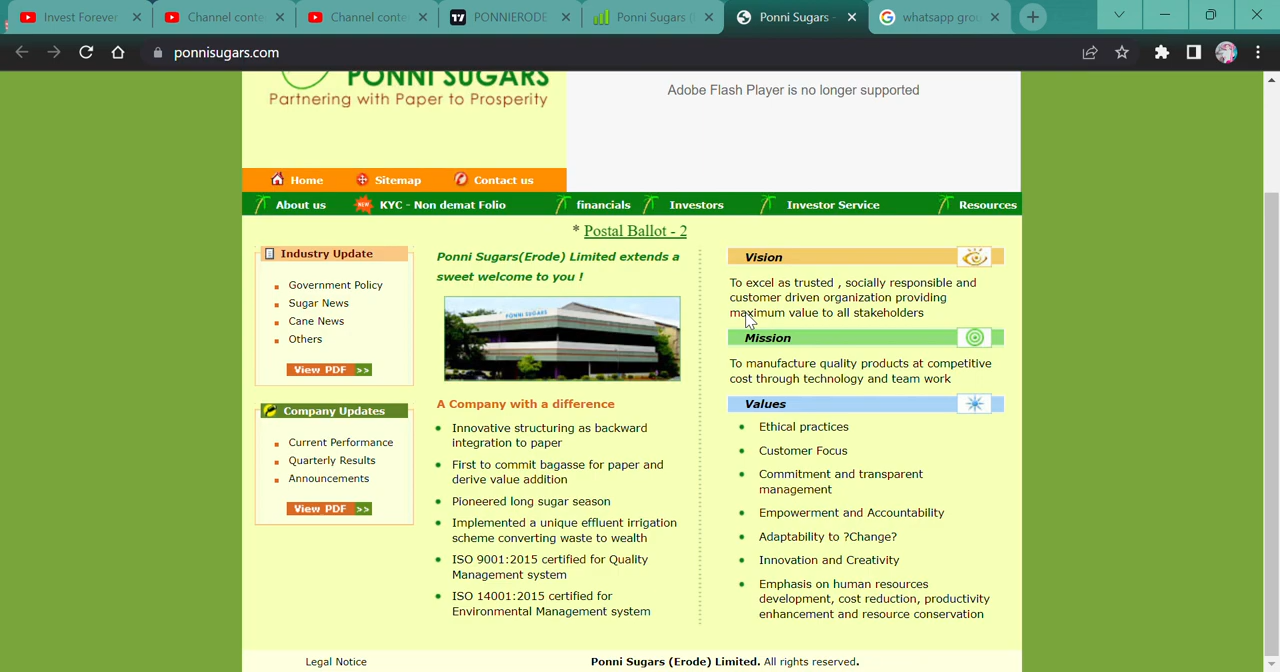 Invest Forever
Channel conte
Channel conte
PONNIERODE
Ponni Sugars (
Ponni Sugars -
whatsapp grou
ponnisugars.com
PONNI SUGARS
Partnering with Paper to Prosperity
Adobe Flash Player is no longer supported
Home
Sitemap
Contact us
About us
NEW
KYC - Non demat Folio
financials
Investors
Investor Service
Resources
* Postal Ballot - 2
Industry Update
Government Policy
Sugar News
Cane News
Others
View PDF >>
Company Updates
Current Performance
Quarterly Results
Announcements
View PDF >>
Ponni Sugars(Erode) Limited extends a
sweet welcome to you !
PONNI SUGARS
A Company with a difference
Innovative structuring as backward
integration to paper
First to commit bagasse for paper and
derive value addition
Pioneered long sugar season
Implemented a unique effluent irrigation
scheme converting waste to wealth
ISO 9001:2015 certified for Quality
Management system
ISO 14001:2015 certified for
Environmental Management system
Vision
To excel as trusted , socially responsible and
customer driven organization providing
maximum value to all stakeholders
Mission
To manufacture quality products at competitive
cost through technology and team work
Values
Ethical practices
Customer Focus
Commitment and transparent
management
Empowerment and Accountability
Adaptability to ?Change?
Innovation and Creativity
Emphasis on human resources
development, cost reduction, productivity
enhancement and resource conservation
Legal Notice
Ponni Sugars (Erode) Limited. All rights reserved.